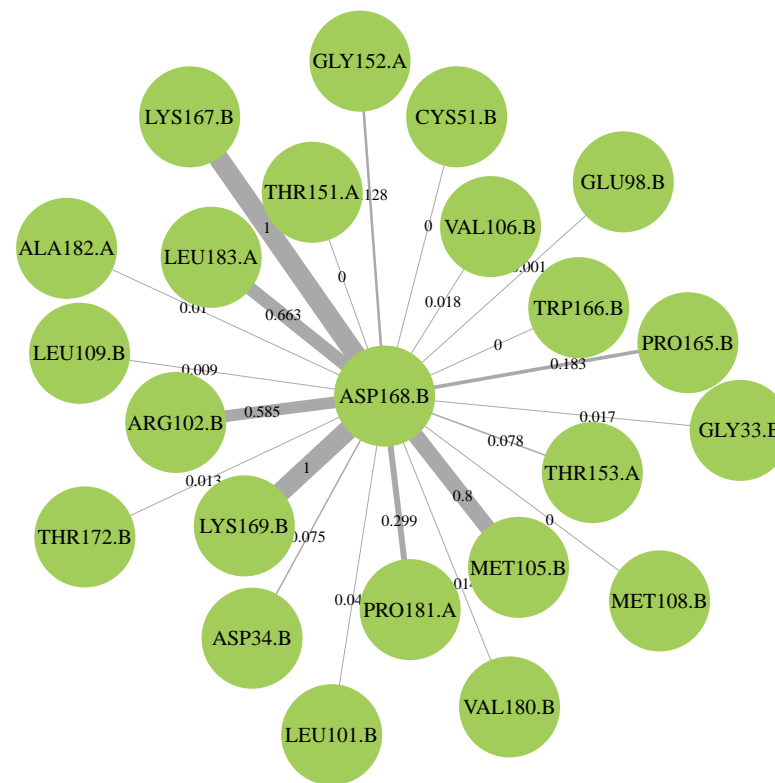 GLY152.A
LYS167.B
CYS51.B
GLU98.B
THR151.A
128
VAL106.B
1
0
ALA182.A
LEU183.A
0
.001
0.01
0.663
0.018
TRP166.B
LEU109.B
0
PRO165.B
0.009
0.183
ASP168.B
ARG102.B
0.585
0.017
GLY33.B
0.078
THR153.A
1
0.8
0.013
THR172.B
LYS169.B
0.299
0
0.075
MET105.B
PRO181.A
0.04
MET108.B
ASP34.B
LEU101.B
VAL180.B